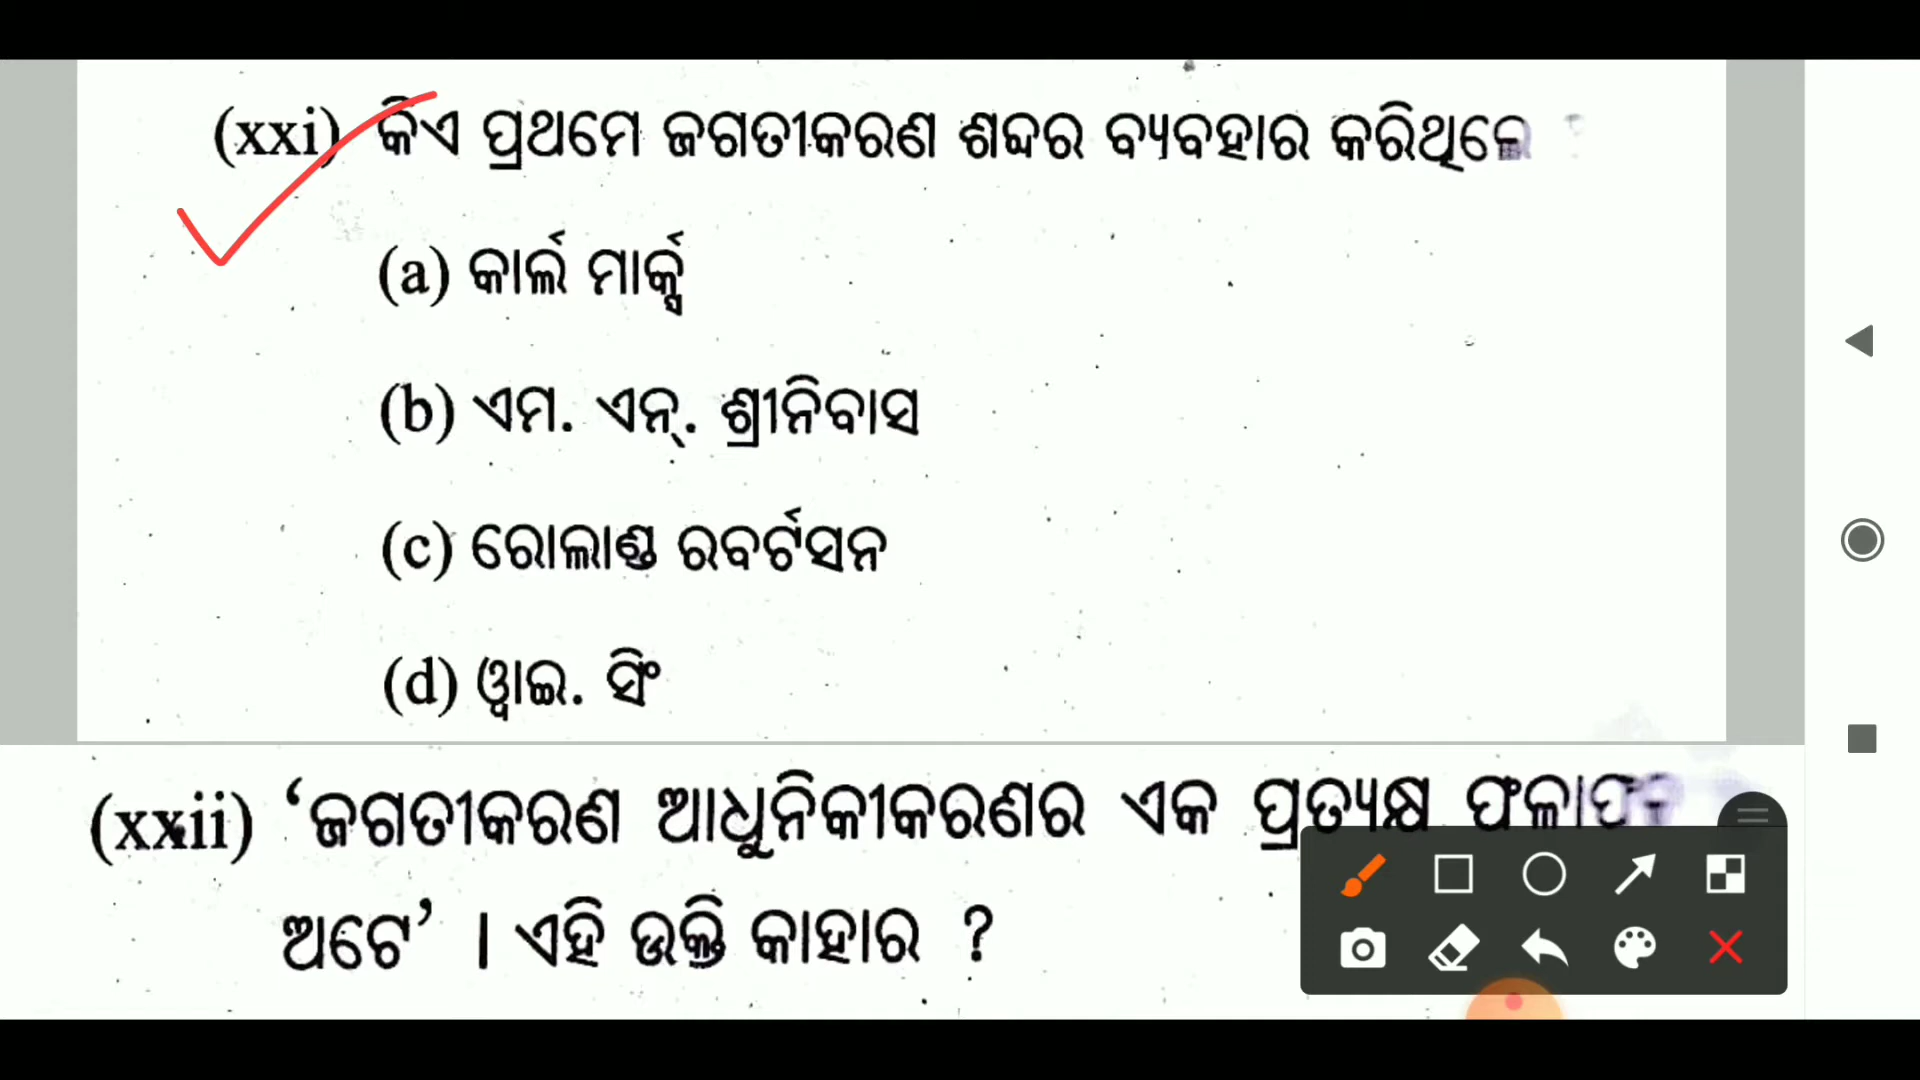 (xxi) କିଏ ପ୍ରଥମେ ଜଗତୀକରଣ ଶବ୍ଦର ବ୍ୟବହାର କରିଥିଲେ
(a) କାର୍ଲ ମାର୍କ୍ସ
(b) ଏମ. ଏନ୍. ଶ୍ରୀନିବାସ
(c) ରୋଲାଣ୍ଡ ରବର୍ଟସନ
(d) ୱାଇ. ସିଂ
(xxii) ‘ଜଗତୀକରଣ ଆଧୁନିକୀକରଣର ଏକ ପ୍ରତ୍ୟକ୍ଷ
ଅଟେ’ । ଏହି ଉକ୍ତି କାହାର ?